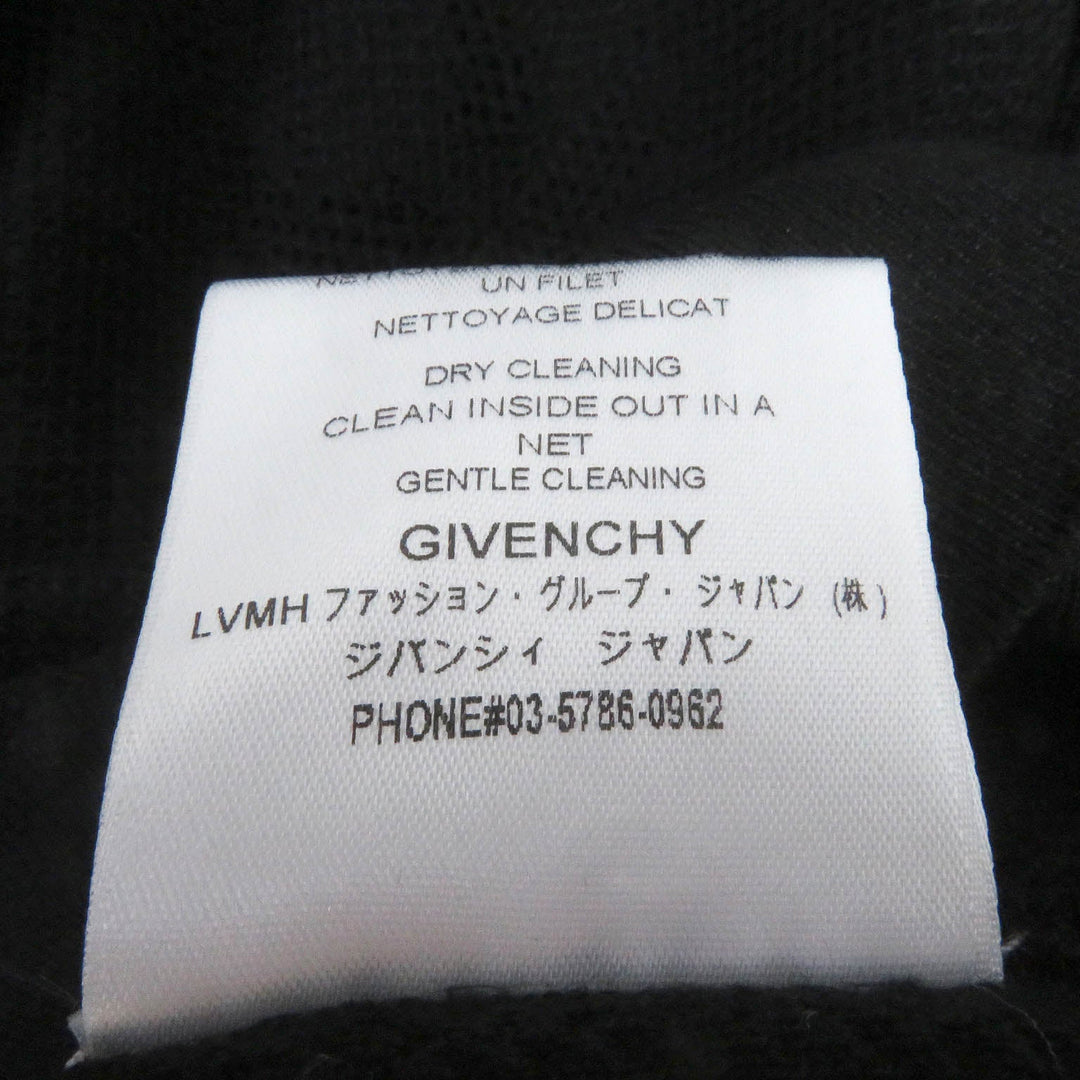 UN FILET
NETTOYAGE DELICAT
DRY CLEANING
CLEAN INSIDE OUT IN A
NET
GENTLE CLEANING
GIVENCHY
LVMH ファッション・グループ・ジャパン (株)
ジバンシィ ジャパン
PHONE#03-5786-0962